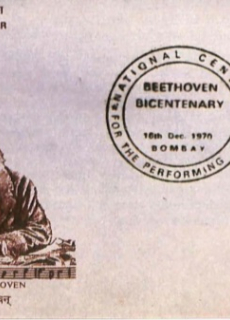 R
NATIONAL CEN
BEETHOVEN
BICENTENARY
16th Dec. 1970
BOMBAY
FOR THE PERFORMING
OVEN